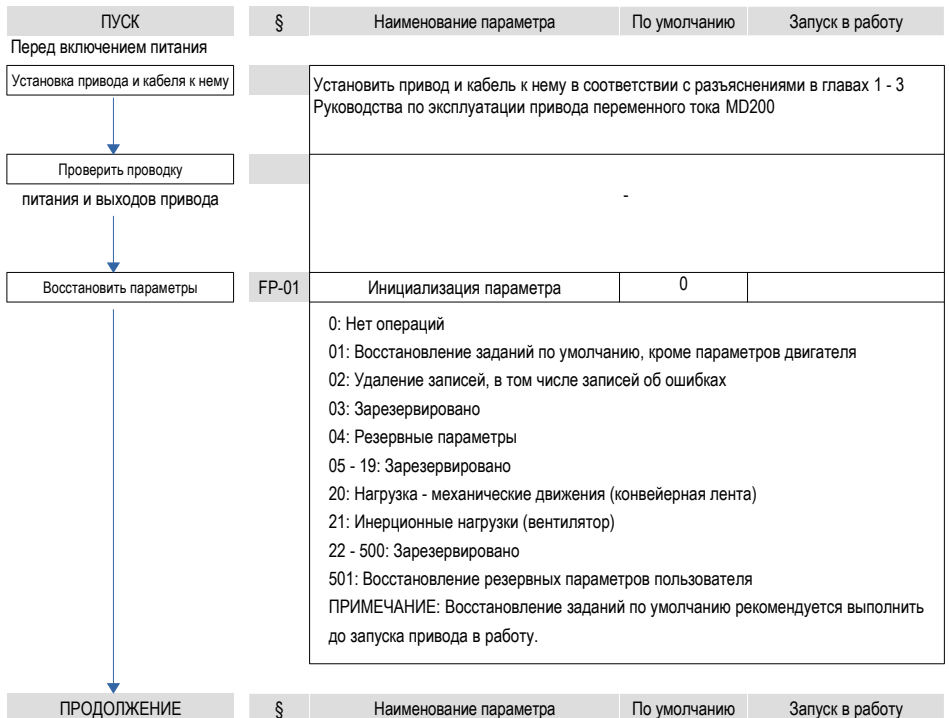 ПУСК § Наименование параметра По умолчанию Запуск в работу
Перед включением питания
Установка привода и кабеля к нему
Установить привод и кабель к нему в соответствии с разъяснениями в главах 1 - 3
Руководства по эксплуатации привода переменного тока MD200
Проверить проводку
питания и выходов привода
-
Восстановить параметры FP-01 Инициализация параметра 0
0: Нет операций
01: Восстановление заданий по умолчанию, кроме параметров двигателя
02: Удаление записей, в том числе записей об ошибках
03: Зарезервировано
04: Резервные параметры
05 - 19: Зарезервировано
20: Нагрузка - механические движения (конвейерная лента)
21: Инерционные нагрузки (вентилятор)
22 - 500: Зарезервировано
501: Восстановление резервных параметров пользователя
ПРИМЕЧАНИЕ: Восстановление заданий по умолчанию рекомендуется выполнить
до запуска привода в работу.
ПРОДОЛЖЕНИЕ § Наименование параметра По умолчанию Запуск в работу